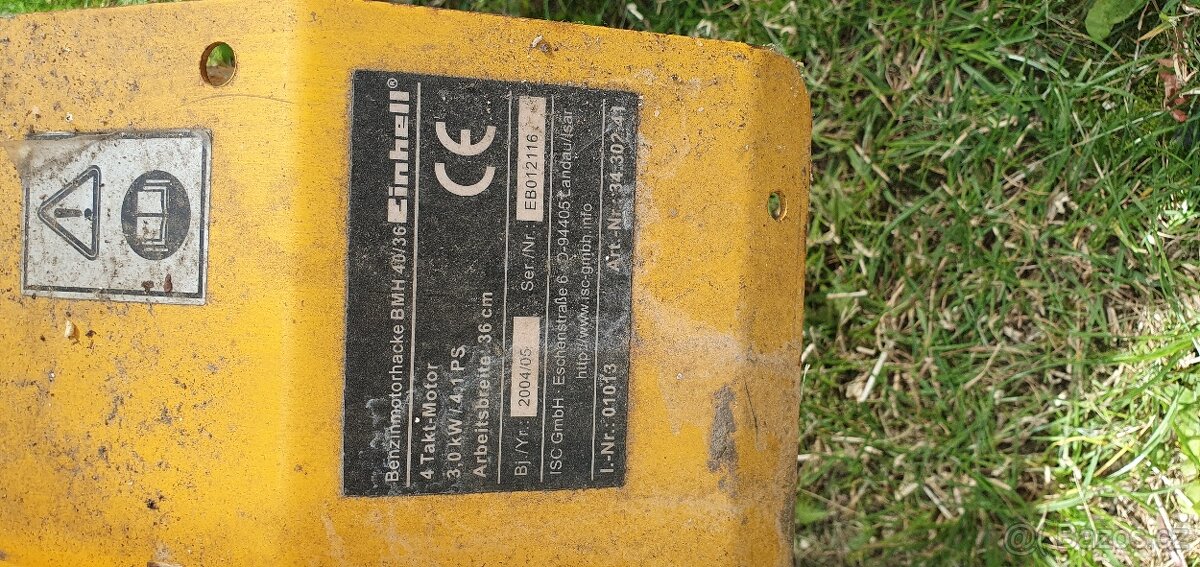 Benzinmotorhacke BMH 40/36 Einhell®
4 Takt-Motor
3,0 kW / 4,1 PS
Arbeitsbreite 36 cm
CE
Bj./Yr.: 2004/05 Ser./Nr.: EB012116
ISC GmbH Eschenstraße 6 D-94405 Landau/Isar
http://www.isc-gmbh.info
I.-Nr.: 01013 Art.-Nr.: 34.302.41
Bazos.cz